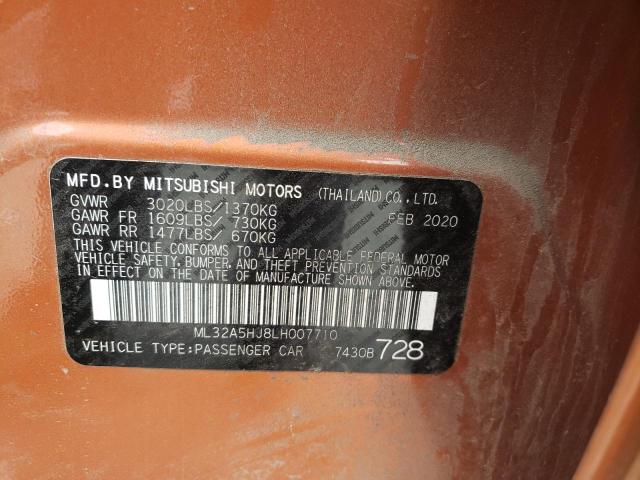 MFD.BY MITSUBISHI MOTORS (THAILAND)CO.,LTD.
GVWR 3020LBS/1370KG FEB 2020
GAWR FR 1609LBS/ 730KG
GAWR RR 1477LBS/ 670KG
THIS VEHICLE CONFORMS TO ALL APPLICABLE FEDERAL MOTOR
VEHICLE SAFETY,BUMPER,AND THEFT PREVENTION STANDARDS
IN EFFECT ON THE DATE OF MANUFACTURE SHOWN ABOVE.
ML32A5HJ8LH007710
VEHICLE TYPE:PASSENGER CAR 7430B 728